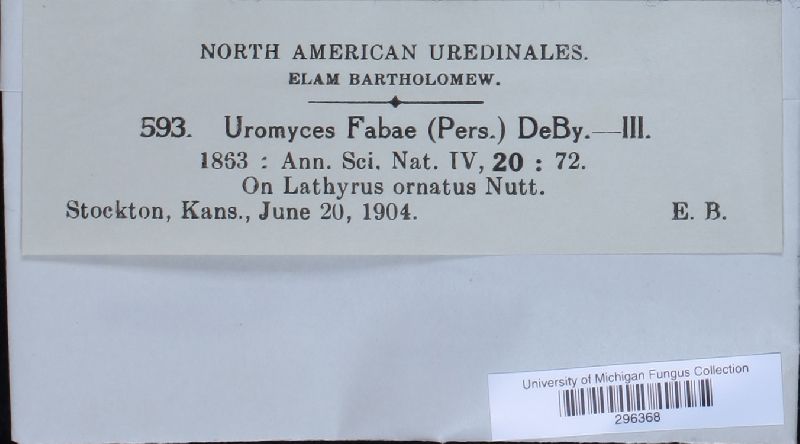 NORTH AMERICAN UREDINALES.
ELAM BARTHOLOMEW.
593. Uromyces Fabae (Pers.) DeBy.—III.
1863 : Ann. Sci. Nat. IV, 20 : 72.
On Lathyrus ornatus Nutt.
Stockton, Kans., June 20, 1904. E. B.
University of Michigan Fungus Collection
296368